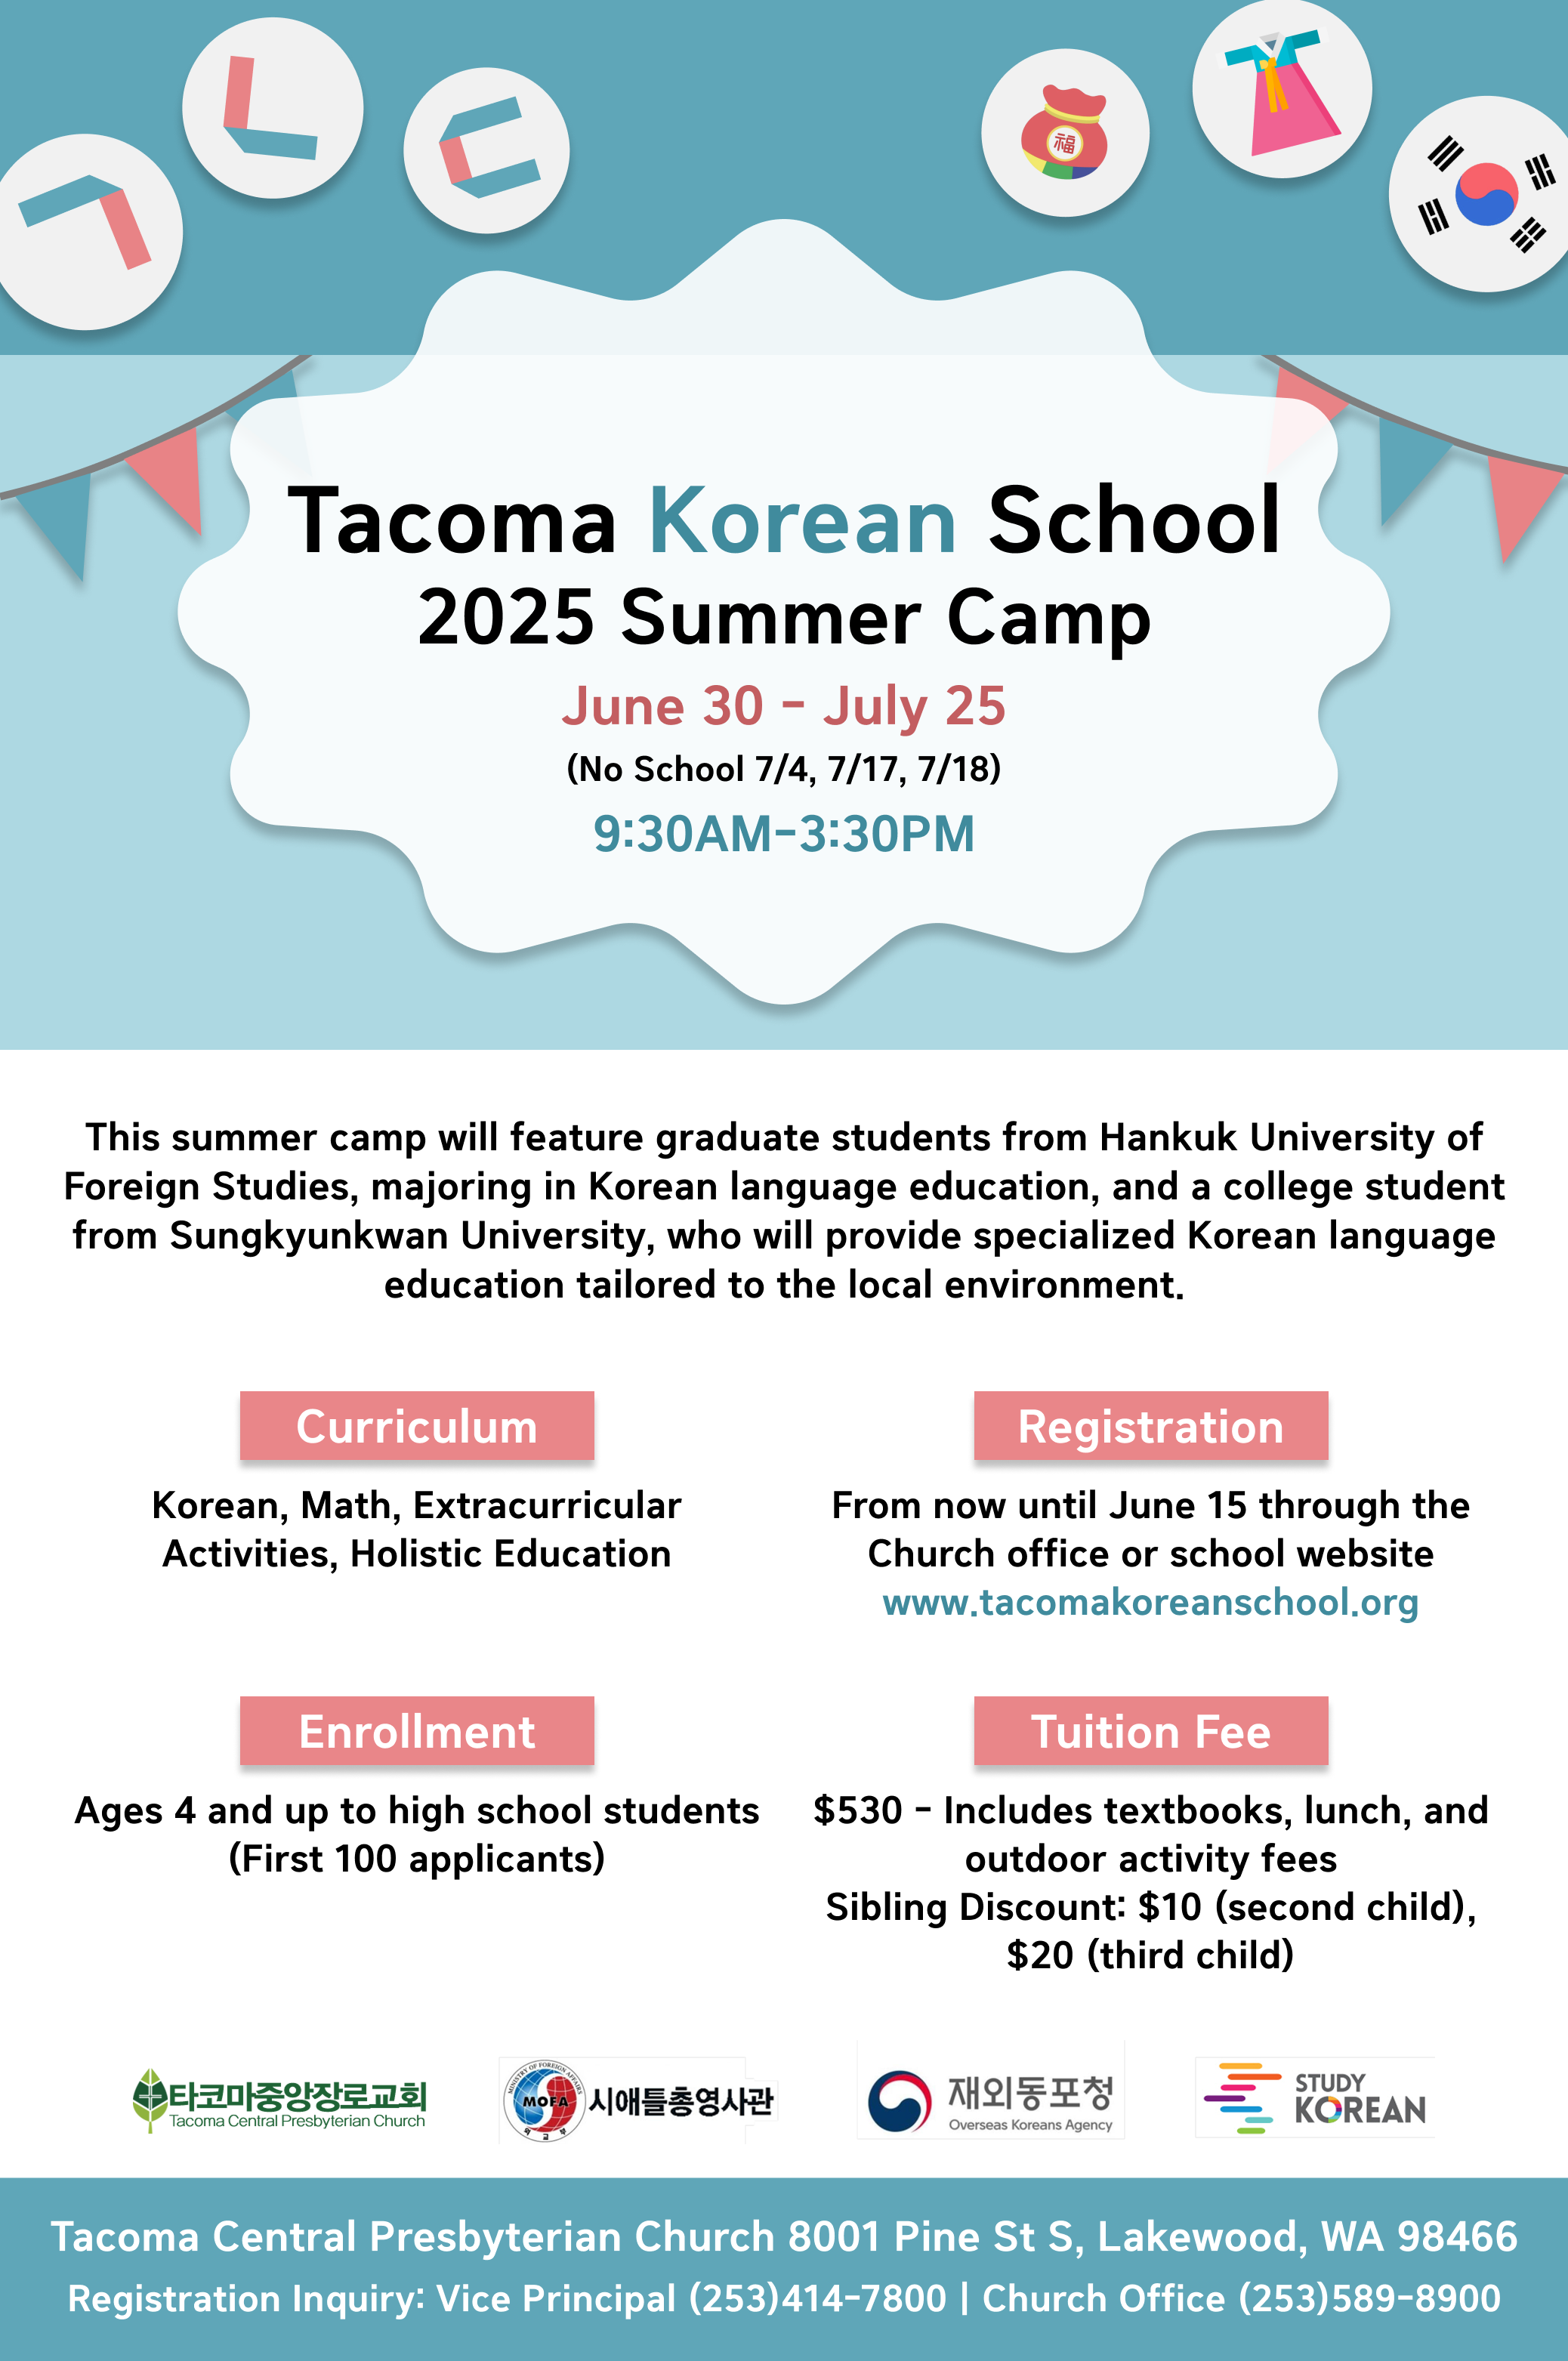 ㄱ
ㄴ
ㄷ
福
Tacoma Korean School
2025 Summer Camp
June 30 - July 25
(No School 7/4, 7/17, 7/18)
9:30AM-3:30PM
This summer camp will feature graduate students from Hankuk University of
Foreign Studies, majoring in Korean language education, and a college student
from Sungkyunkwan University, who will provide specialized Korean language
education tailored to the local environment.
Curriculum
Korean, Math, Extracurricular
Activities, Holistic Education
Registration
From now until June 15 through the
Church office or school website
www.tacomakoreanschool.org
Enrollment
Ages 4 and up to high school students
(First 100 applicants)
Tuition Fee
$530 - Includes textbooks, lunch, and
outdoor activity fees
Sibling Discount: $10 (second child),
$20 (third child)
타코마중앙장로교회
Tacoma Central Presbyterian Church
MINISTRY OF FOREIGN AFFAIRS
MOFA
외교부
시애틀총영사관
재외동포청
Overseas Koreans Agency
STUDY
KOREAN
Tacoma Central Presbyterian Church 8001 Pine St S, Lakewood, WA 98466
Registration Inquiry: Vice Principal (253)414-7800 | Church Office (253)589-8900